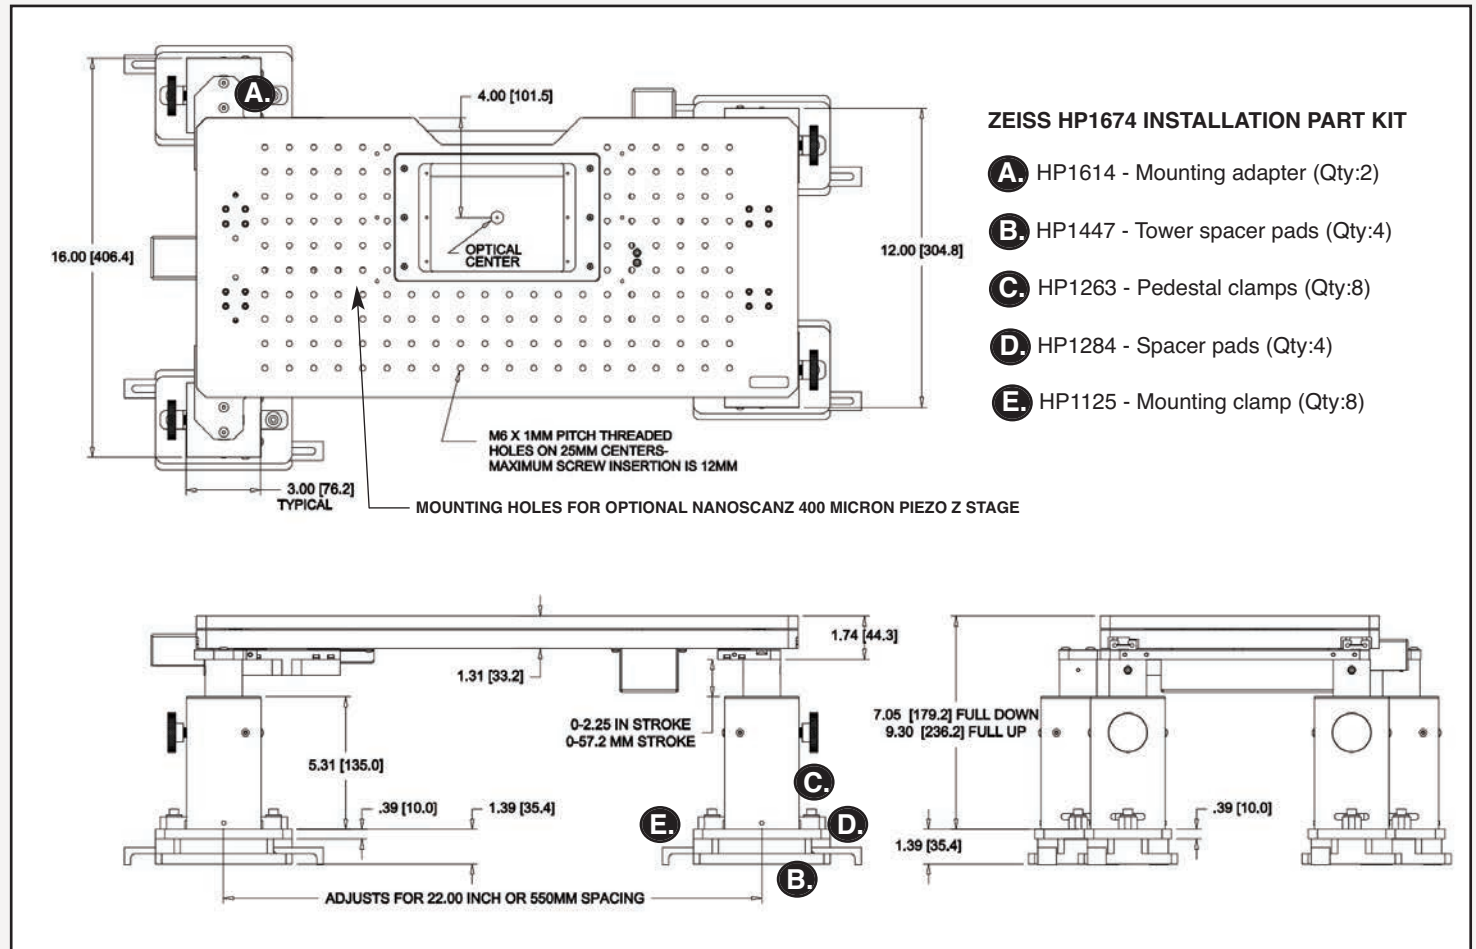 A.
4.00 [101.5]
16.00 [406.4]
OPTICAL
CENTER
12.00 [304.8]
M6 X 1MM PITCH THREADED
HOLES ON 25MM CENTERS-
MAXIMUM SCREW INSERTION IS 12MM
3.00 [76.2]
TYPICAL
MOUNTING HOLES FOR OPTIONAL NANOSCANZ 400 MICRON PIEZO Z STAGE
ZEISS HP1674 INSTALLATION PART KIT
A. HP1614 - Mounting adapter (Qty:2)
B. HP1447 - Tower spacer pads (Qty:4)
C. HP1263 - Pedestal clamps (Qty:8)
D. HP1284 - Spacer pads (Qty:4)
E. HP1125 - Mounting clamp (Qty:8)
1.74 [44.3]
1.31 [33.2]
0-2.25 IN STROKE
0-57.2 MM STROKE
5.31 [135.0]
.39 [10.0]
1.39 [35.4]
C.
E.
D.
B.
ADJUSTS FOR 22.00 INCH OR 550MM SPACING
7.05 [179.2] FULL DOWN
9.30 [236.2] FULL UP
.39 [10.0]
1.39 [35.4]